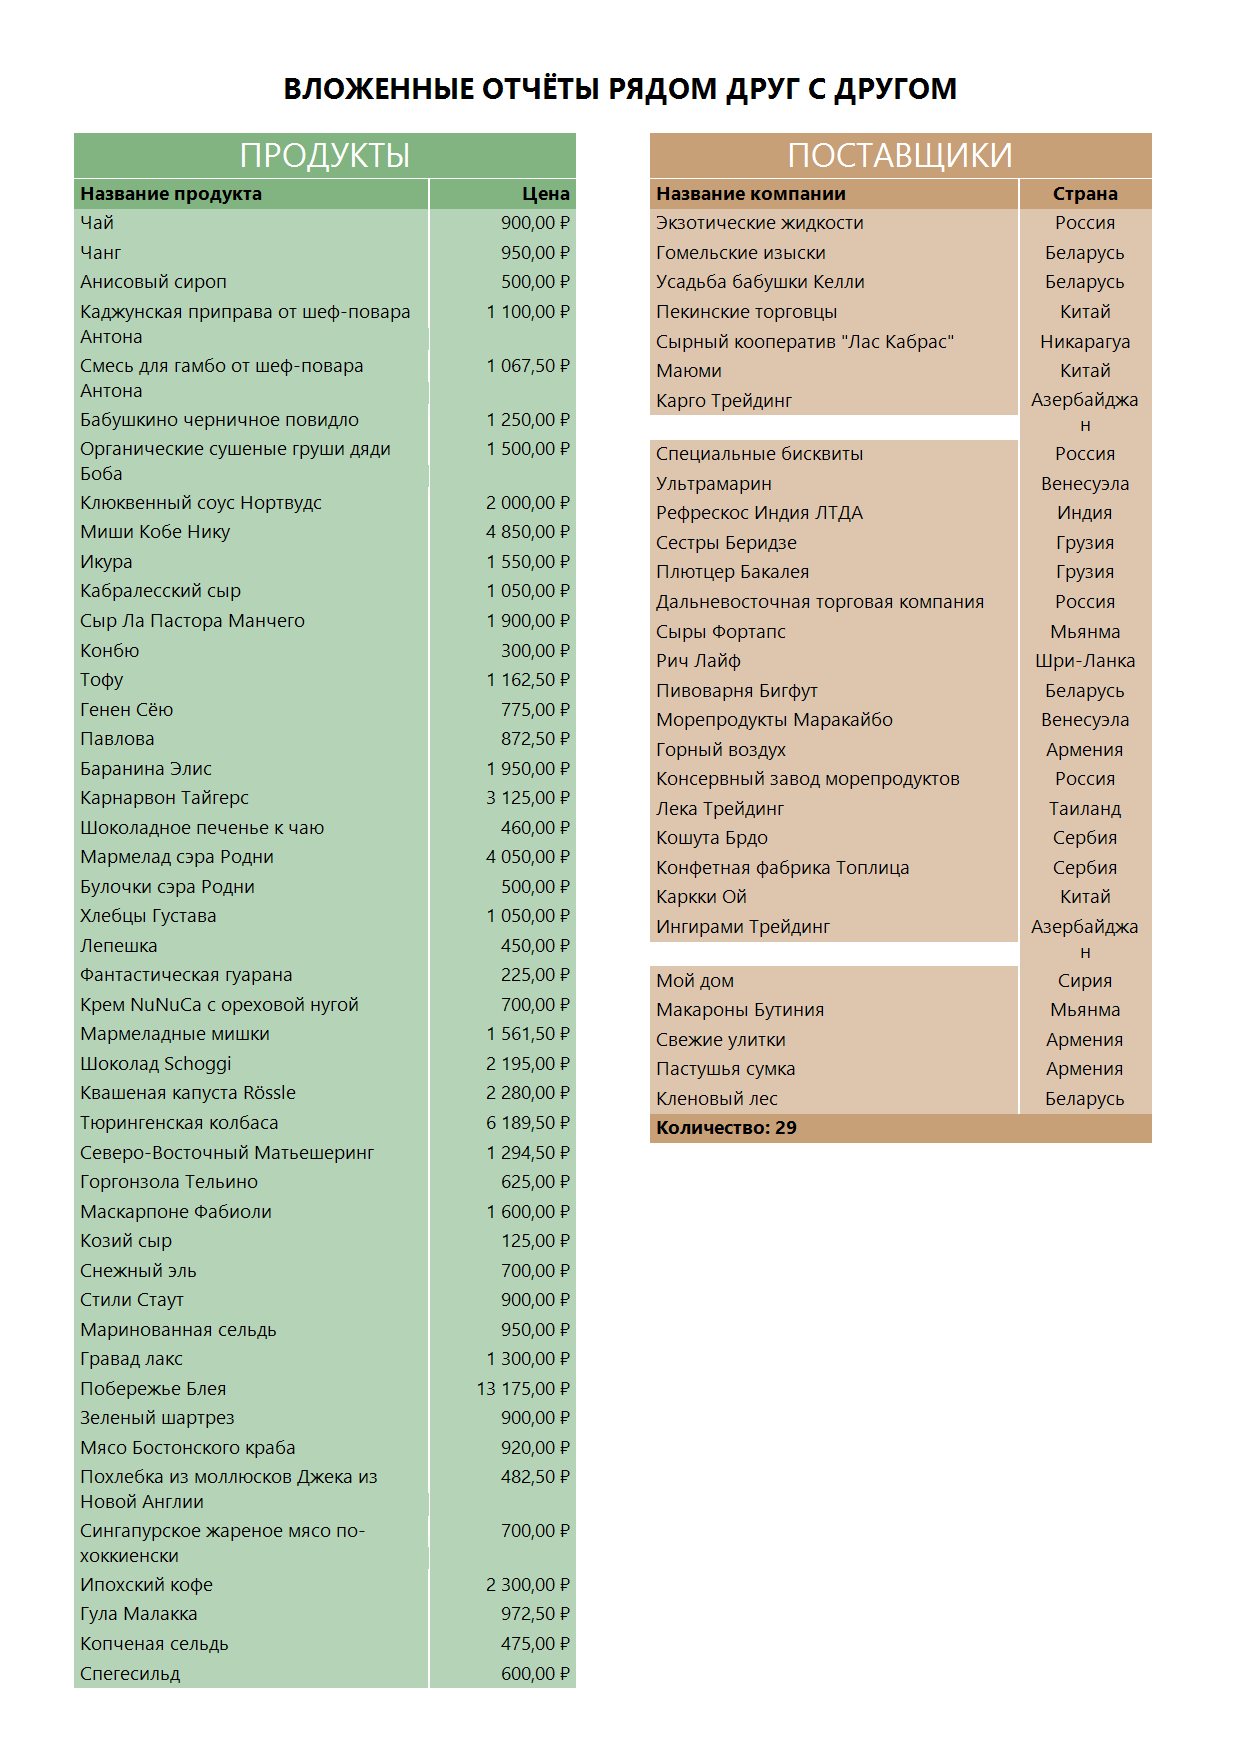 ВЛОЖЕННЫЕ ОТЧЁТЫ РЯДОМ ДРУГ С ДРУГОМ
ПРОДУКТЫ
Название продукта Цена
Чай 900,00 ₽
Чанг 950,00 ₽
Анисовый сироп 500,00 ₽
Каджунская приправа от шеф-повара 1 100,00 ₽
Антона
Смесь для гамбо от шеф-повара 1 067,50 ₽
Антона
Бабушкино черничное повидло 1 250,00 ₽
Органические сушеные груши дяди 1 500,00 ₽
Боба
Клюквенный соус Нортвудс 2 000,00 ₽
Миши Кобе Нику 4 850,00 ₽
Икура 1 550,00 ₽
Кабралесский сыр 1 050,00 ₽
Сыр Ла Пастора Манчего 1 900,00 ₽
Конбю 300,00 ₽
Тофу 1 162,50 ₽
Генен Сёю 775,00 ₽
Павлова 872,50 ₽
Баранина Элис 1 950,00 ₽
Карнарвон Тайгерс 3 125,00 ₽
Шоколадное печенье к чаю 460,00 ₽
Мармелад сэра Родни 4 050,00 ₽
Булочки сэра Родни 500,00 ₽
Хлебцы Густава 1 050,00 ₽
Лепешка 450,00 ₽
Фантастическая гуарана 225,00 ₽
Крем NuNuCa с ореховой нугой 700,00 ₽
Мармеладные мишки 1 561,50 ₽
Шоколад Schoggi 2 195,00 ₽
Квашеная капуста Rössle 2 280,00 ₽
Тюрингенская колбаса 6 189,50 ₽
Северо-Восточный Матьешеринг 1 294,50 ₽
Горгонзола Тельино 625,00 ₽
Маскарпоне Фабиоли 1 600,00 ₽
Козий сыр 125,00 ₽
Снежный эль 700,00 ₽
Стили Стаут 900,00 ₽
Маринованная сельдь 950,00 ₽
Гравад лакс 1 300,00 ₽
Побережье Блея 13 175,00 ₽
Зеленый шартрез 900,00 ₽
Мясо Бостонского краба 920,00 ₽
Похлебка из моллюсков Джека из 482,50 ₽
Новой Англии
Сингапурское жареное мясо по- 700,00 ₽
хоккиенски
Ипохский кофе 2 300,00 ₽
Гула Малакка 972,50 ₽
Копченая сельдь 475,00 ₽
Спегесильд 600,00 ₽
ПОСТАВЩИКИ
Название компании Страна
Экзотические жидкости Россия
Гомельские изыски Беларусь
Усадьба бабушки Келли Беларусь
Пекинские торговцы Китай
Сырный кооператив "Лас Кабрас" Никарагуа
Маюми Китай
Карго Трейдинг Азербайджа
н
Специальные бисквиты Россия
Ультрамарин Венесуэла
Рефрескос Индия ЛТДА Индия
Сестры Беридзе Грузия
Плютцер Бакалея Грузия
Дальневосточная торговая компания Россия
Сыры Фортапс Мьянма
Рич Лайф Шри-Ланка
Пивоварня Бигфут Беларусь
Морепродукты Маракайбо Венесуэла
Горный воздух Армения
Консервный завод морепродуктов Россия
Лека Трейдинг Таиланд
Кошута Брдо Сербия
Конфетная фабрика Топлица Сербия
Каркки Ой Китай
Ингирами Трейдинг Азербайджа
н
Мой дом Сирия
Макароны Бутиния Мьянма
Свежие улитки Армения
Пастушья сумка Армения
Кленовый лес Беларусь
Количество: 29